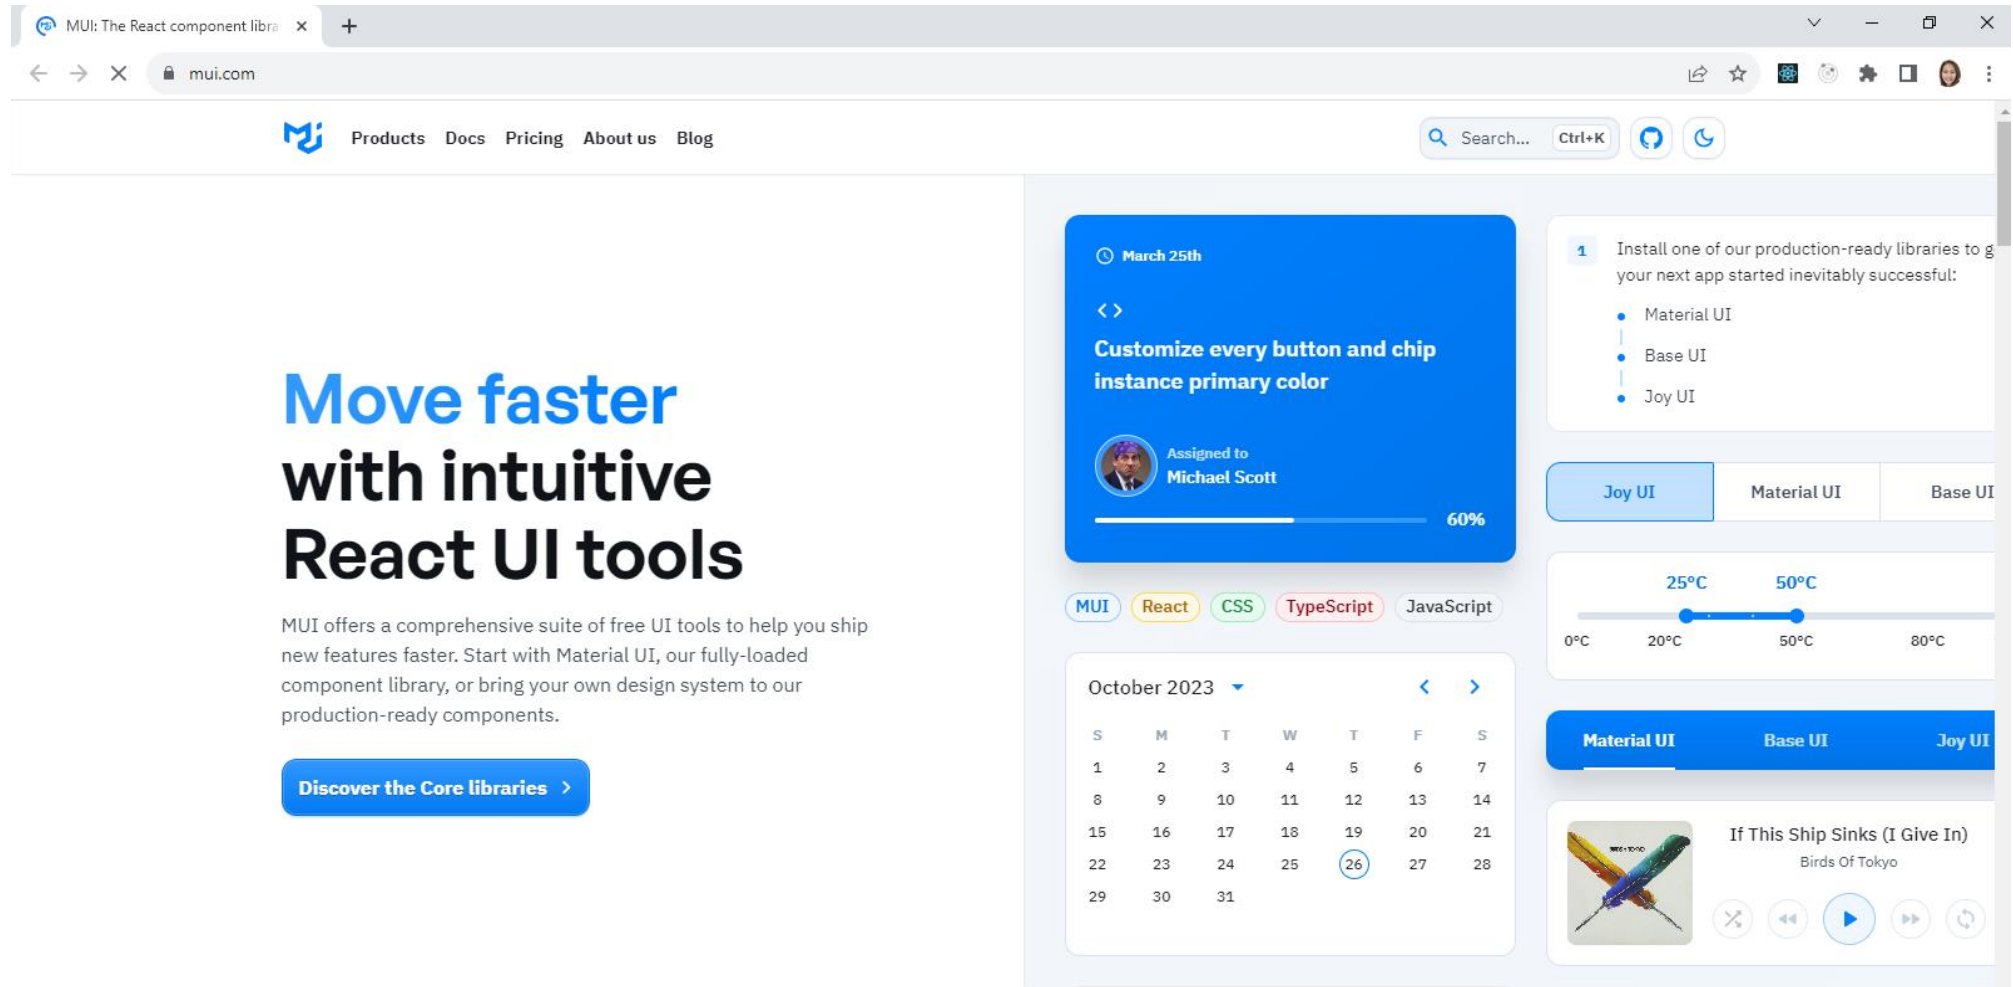 MUI: The React component libra
mui.com
Products Docs Pricing About us Blog
Search... Ctrl+K
Move faster
with intuitive
React UI tools
MUI offers a comprehensive suite of free UI tools to help you ship
new features faster. Start with Material UI, our fully-loaded
component library, or bring your own design system to our
production-ready components.
Discover the Core libraries
March 25th
Customize every button and chip
instance primary color
Assigned to
Michael Scott
60%
MUI React CSS TypeScript JavaScript
October 2023
S M T W T F S
1 2 3 4 5 6 7
8 9 10 11 12 13 14
15 16 17 18 19 20 21
22 23 24 25 26 27 28
29 30 31
1 Install one of our production-ready libraries to g
your next app started inevitably successful:
Material UI
Base UI
Joy UI
Joy UI Material UI Base UI
25°C 50°C
0°C 20°C 50°C 80°C
Material UI Base UI Joy UI
If This Ship Sinks (I Give In)
Birds Of Tokyo